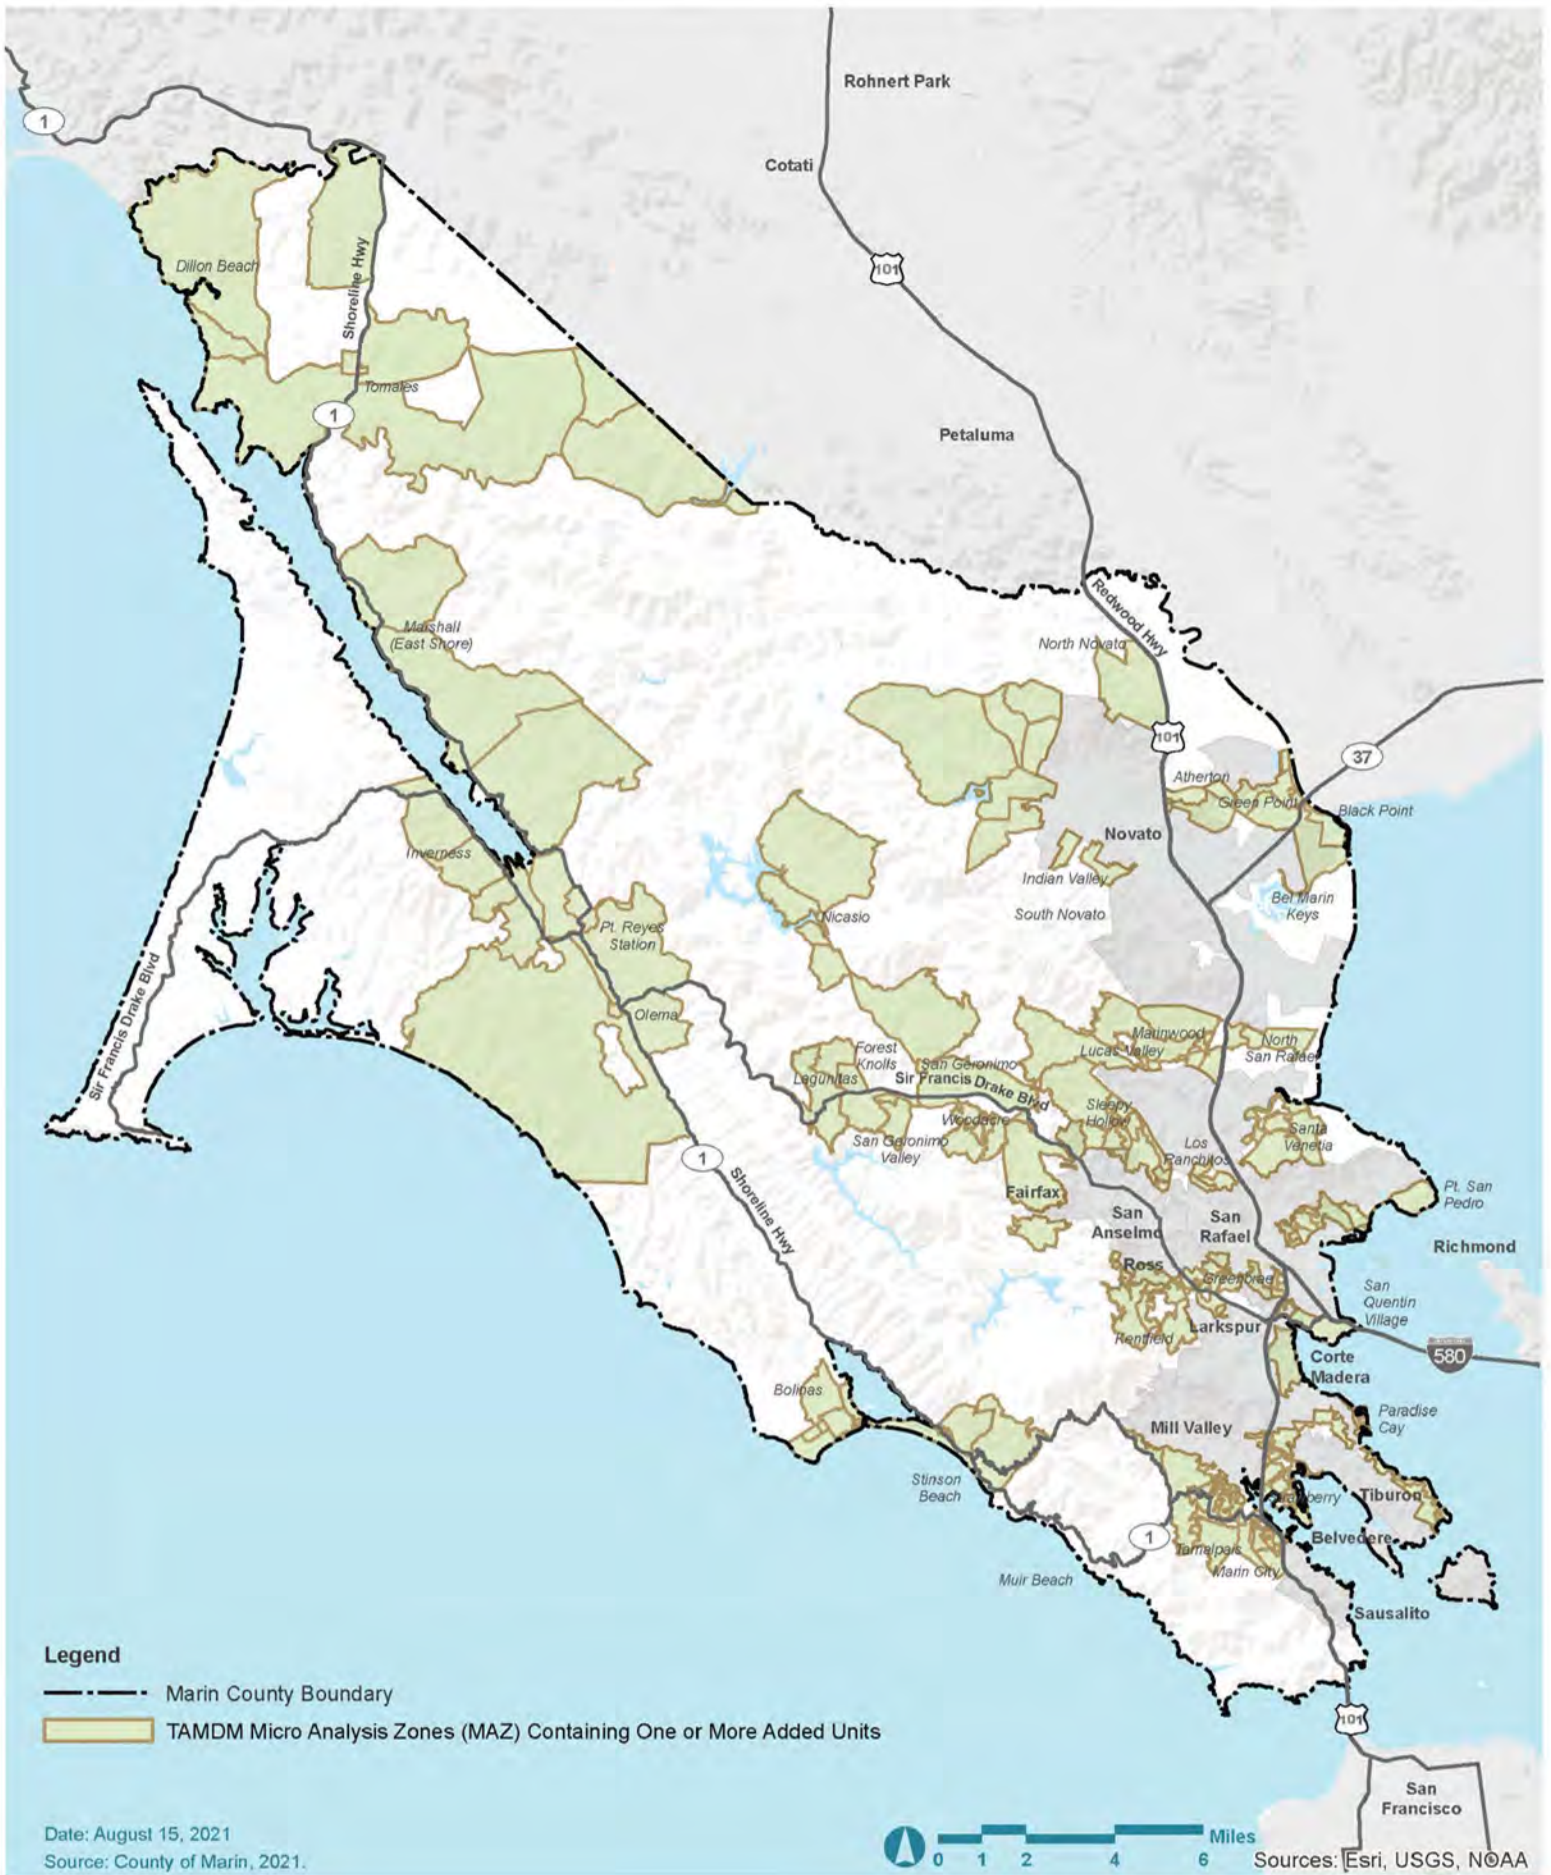 Rohnert Park
1
Cotati
Shoreline Hwy
Dillon Beach
101
Tomales
1
Petaluma
Redwood Hwy
Marshall
(East Shore)
North Novato
101
37
Atherton
Green Point
Black Point
Novato
Inverness
Indian Valley
Bel Marin
Keys
South Novato
Nicasio
Pt. Reyes
Station
Sir Francis Drake Blvd
Olema
Marinwood
Lucas Valley
North
San Rafael
Forest
Knolls
San Geronimo
Lagunitas
Sir Francis Drake Blvd
Sleepy
Hollow
Woodacre
Santa
Venetia
San Geronimo
Valley
Los
Ranchitos
1
Shoreline Hwy
Fairfax
Pt. San
Pedro
San
Anselmo
San
Rafael
Richmond
Ross
Greenbrae
San
Quentin
Village
Kentfield
Larkspur
580
Corte
Madera
Bolinas
Paradise
Cay
Mill Valley
Stinson
Beach
Strawberry
Tiburon
1
Belvedere
Tamalpais
Marin City
Muir Beach
Sausalito
Legend
Marin County Boundary
TAMDM Micro Analysis Zones (MAZ) Containing One or More Added Units
101
San
Francisco
Date: August 15, 2021
Source: County of Marin, 2021.
Miles
0 1 2 4 6
Sources: Esri, USGS, NOAA